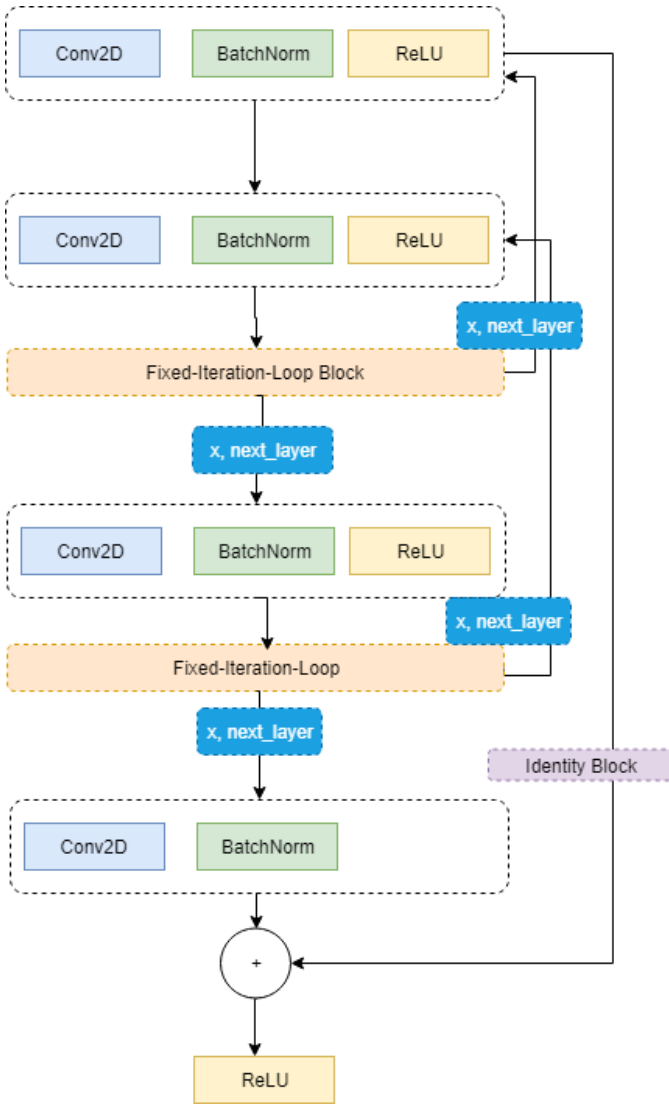 Conv2D BatchNorm ReLU
Conv2D BatchNorm ReLU
x, next_layer
Fixed-Iteration-Loop Block
x, next_layer
Conv2D BatchNorm ReLU
x, next_layer
Fixed-Iteration-Loop
x, next_layer
Identity Block
Conv2D BatchNorm
+
ReLU